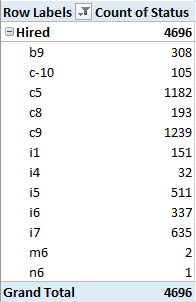 Row Labels Count of Status
Hired 4696
b9 308
c-10 105
c5 1182
c8 193
c9 1239
i1 151
i4 32
i5 511
i6 337
i7 635
m6 2
n6 1
Grand Total 4696